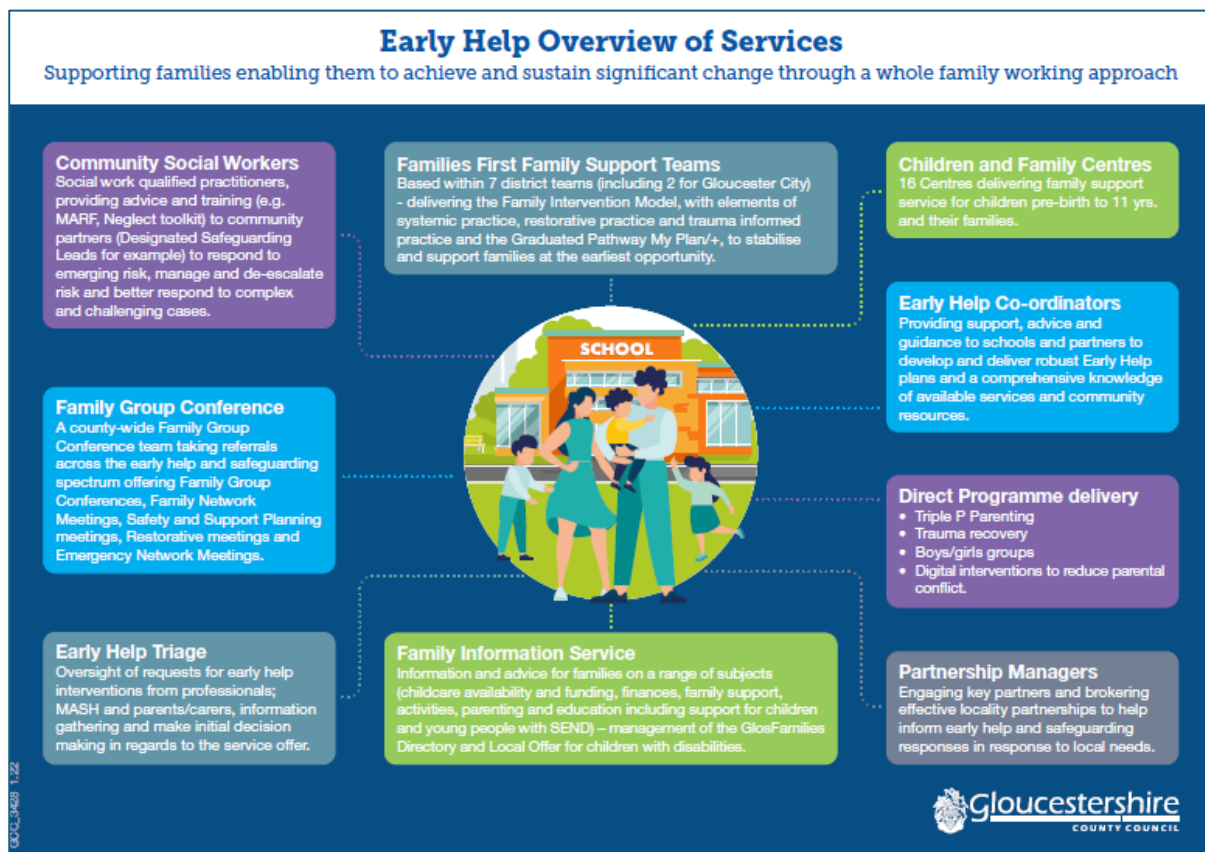 Early Help Overview of Services
Supporting families enabling them to achieve and sustain significant change through a whole family working approach
Community Social Workers
Social work qualified practitioners,
providing advice and training (e.g.
MARF, Neglect toolkit) to community
partners (Designated Safeguarding
Leads for example) to respond to
emerging risk, manage and de-escalate
risk and better respond to complex
and challenging cases.
Families First Family Support Teams
Based within 7 district teams (including 2 for Gloucester City)
- delivering the Family Intervention Model, with elements of
systemic practice, restorative practice and trauma informed
practice and the Graduated Pathway My Plan/+, to stabilise
and support families at the earliest opportunity.
Children and Family Centres
16 Centres delivering family support
service for children pre-birth to 11 yrs.
and their families.
Early Help Co-ordinators
Providing support, advice and
guidance to schools and partners to
develop and deliver robust Early Help
plans and a comprehensive knowledge
of available services and community
resources.
SCHOOL
Family Group Conference
A county-wide Family Group
Conference team taking referrals
across the early help and safeguarding
spectrum offering Family Group
Conferences, Family Network
Meetings, Safety and Support Planning
meetings, Restorative meetings and
Emergency Network Meetings.
Direct Programme delivery
• Triple P Parenting
• Trauma recovery
• Boys/girls groups
• Digital interventions to reduce parental
conflict.
Early Help Triage
Oversight of requests for early help
interventions from professionals;
MASH and parents/carers, information
gathering and make initial decision
making in regards to the service offer.
Family Information Service
Information and advice for families on a range of subjects
(childcare availability and funding, finances, family support,
activities, parenting and education including support for children
and young people with SEND) – management of the GlosFamilies
Directory and Local Offer for children with disabilities.
Partnership Managers
Engaging key partners and brokering
effective locality partnerships to help
inform early help and safeguarding
responses in response to local needs.
GCC_3428 1.22
Gloucestershire
COUNTY COUNCIL